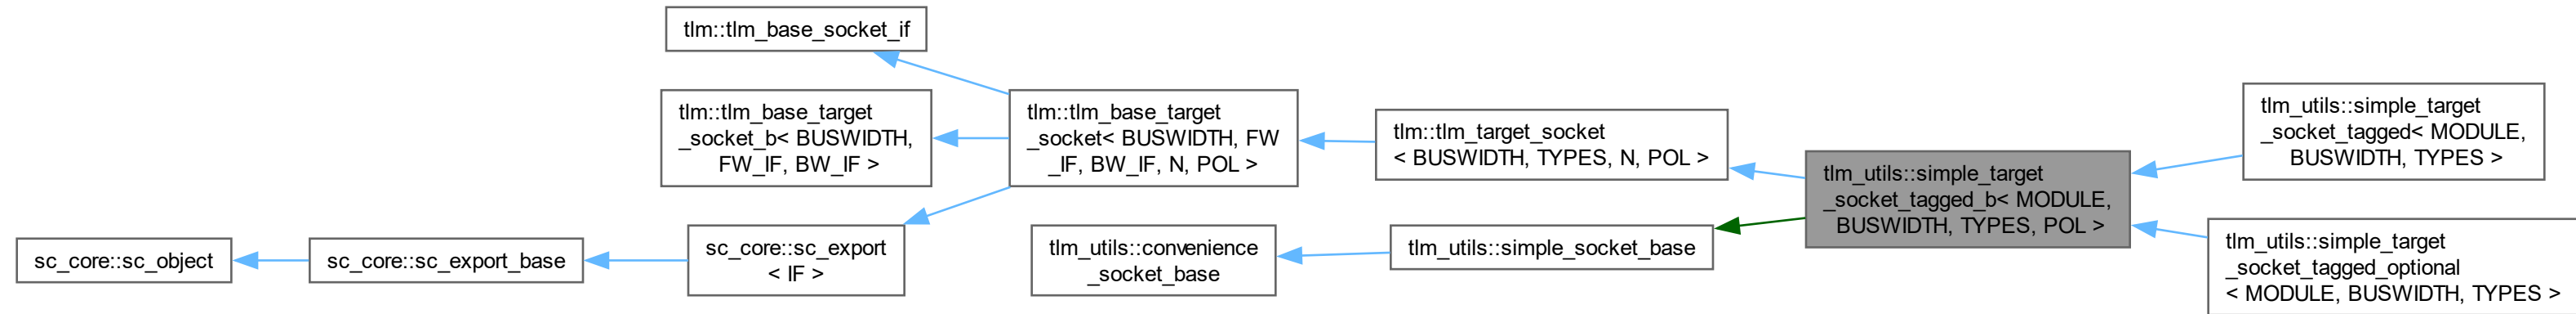 tlm::tlm_base_socket_if
tlm::tlm_base_target
_socket_b< BUSWIDTH,
FW_IF, BW_IF >
tlm::tlm_base_target
_socket< BUSWIDTH, FW
_IF, BW_IF, N, POL >
tlm::tlm_target_socket
< BUSWIDTH, TYPES, N, POL >
tlm_utils::simple_target
_socket_tagged_b< MODULE,
BUSWIDTH, TYPES, POL >
tlm_utils::simple_target
_socket_tagged< MODULE,
BUSWIDTH, TYPES >
sc_core::sc_object
sc_core::sc_export_base
sc_core::sc_export
< IF >
tlm_utils::convenience
_socket_base
tlm_utils::simple_socket_base
tlm_utils::simple_target
_socket_tagged_optional
< MODULE, BUSWIDTH, TYPES >